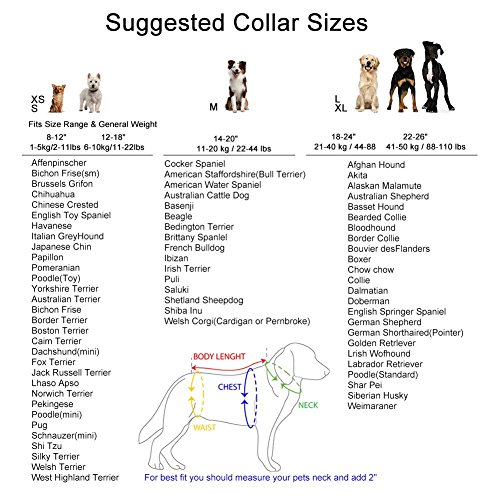 Suggested Collar Sizes
XS
S
M
L
XL
Fits Size Range & General Weight
8-12" 12-18"
1-5kg/2-11lbs 6-10kg/11-22lbs
Affenpinscher
Bichon Frise(sm)
Brussels Grifon
Chihuahua
Chinese Crested
English Toy Spaniel
Havanese
Italian GreyHound
Japanese Chin
Papillon
Pomeranian
Poodle(Toy)
Yorkshire Terrier
Australian Terrier
Bichon Frise
Border Terrier
Boston Terrier
Cairn Terrier
Dachshund(mini)
Fox Terrier
Jack Russell Terrier
Lhaso Apso
Norwich Terrier
Pekingese
Poodle(mini)
Pug
Schnauzer(mini)
Shi Tzu
Silky Terrier
Welsh Terrier
West Highland Terrier
14-20"
11-20 kg / 22-44 lbs
Cocker Spaniel
American Staffordshire(Bull Terrier)
American Water Spaniel
Australian Cattle Dog
Basenji
Beagle
Bedington Terrier
Brittany Spaniel
French Bulldog
Ibizan
Irish Terrier
Puli
Saluki
Shetland Sheepdog
Shiba Inu
Welsh Corgi(Cardigan or Pernbroke)
18-24" 22-26"
21-40 kg / 44-88 41-50 kg / 88-110 lbs
Afghan Hound
Akita
Alaskan Malamute
Australian Shepherd
Basset Hound
Bearded Collie
Bloodhound
Border Collie
Bouvier desFlanders
Boxer
Chow chow
Collie
Dalmatian
Doberman
English Springer Spaniel
German Shepherd
German Shorthaired(Pointer)
Golden Retriever
Lrish Wofhound
Labrador Retriever
Poodle(Standard)
Shar Pei
Siberian Husky
Weimaraner
BODY LENGHT
CHEST
NECK
WAIST
For best fit you should measure your pets neck and add 2"